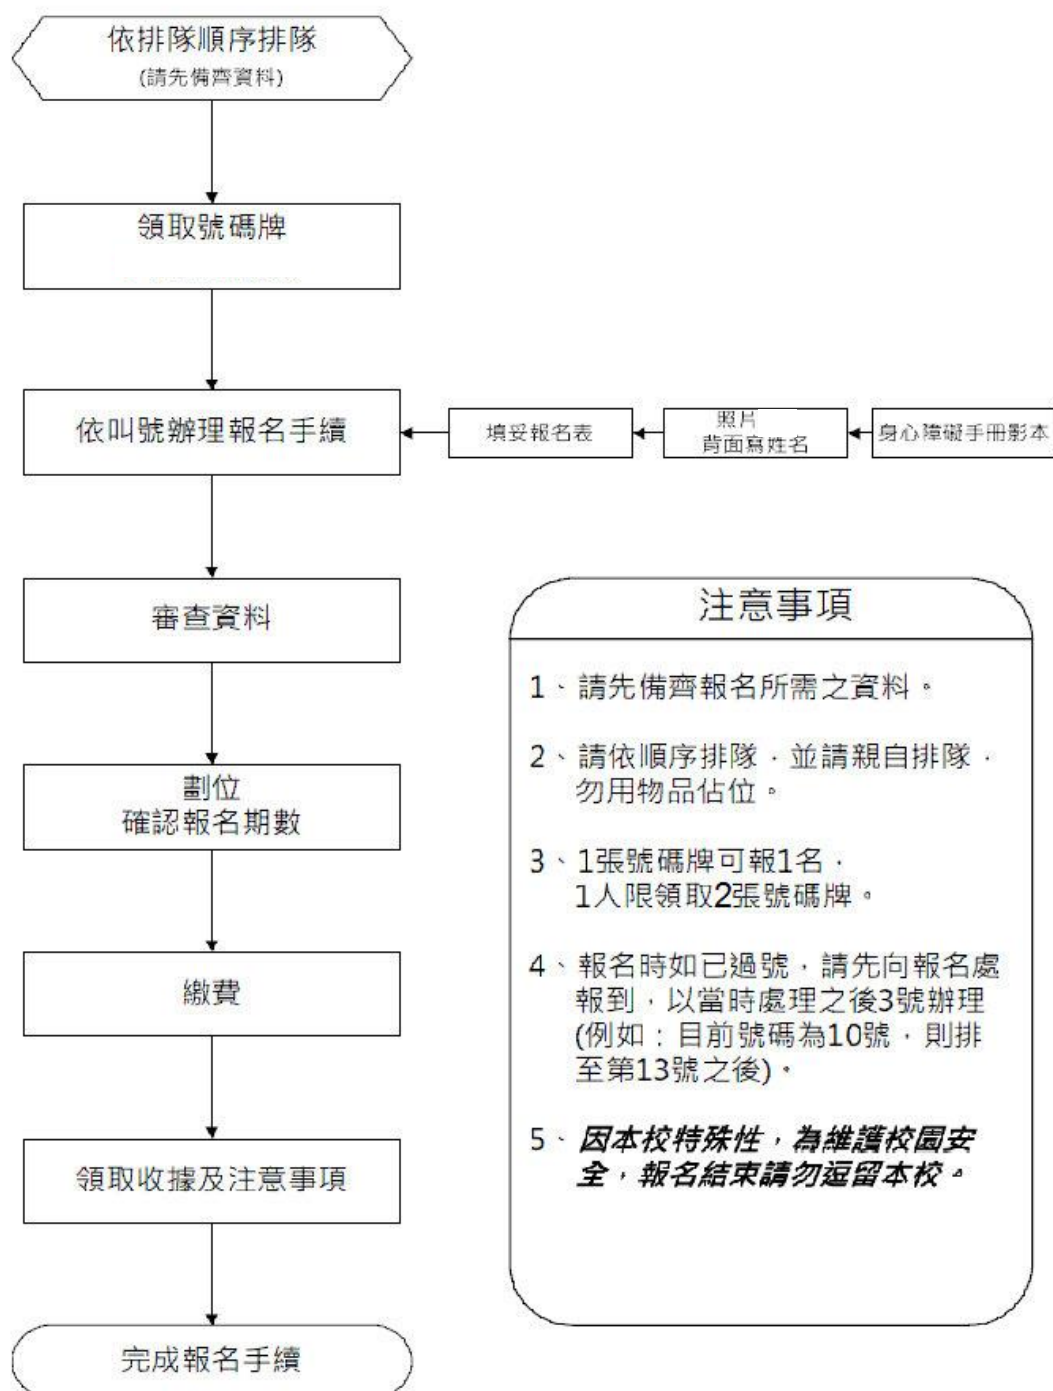 依排隊順序排隊
(請先備齊資料)
領取號碼牌
依叫號辦理報名手續
填妥報名表
照片
背面寫姓名
身心障礙手冊影本
審查資料
劃位
確認報名期數
繳費
領取收據及注意事項
完成報名手續
注意事項
1、請先備齊報名所需之資料。
2、請依順序排隊，並請親自排隊，
勿用物品佔位。
3、1張號碼牌可報1名，
1人限領取2張號碼牌。
4、報名時如已過號，請先向報名處
報到，以當時處理之後3號辦理
(例如：目前號碼為10號，則排
至第13號之後)。
5、因本校特殊性，為維護校園安
全，報名結束請勿逗留本校。